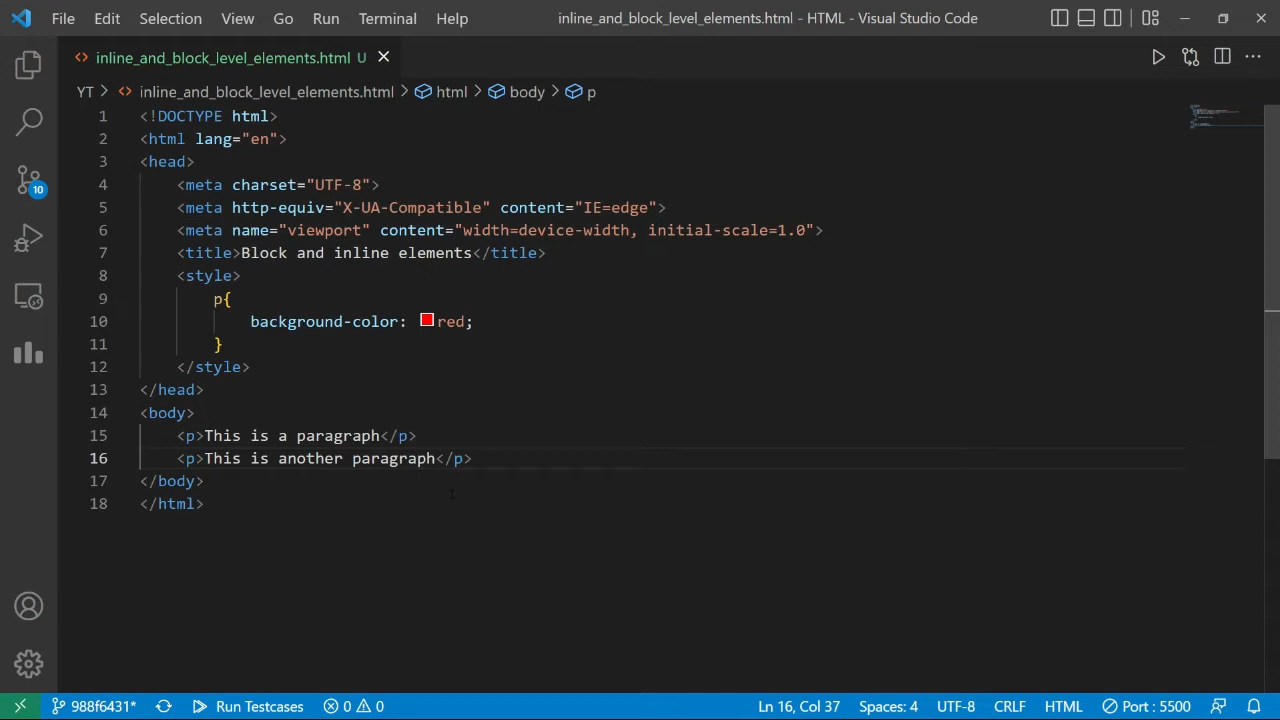 File Edit Selection View Go Run Terminal Help inline_and_block_level_elements.html - HTML - Visual Studio Code
inline_and_block_level_elements.html U
YT > inline_and_block_level_elements.html > html > body > p
1 <!DOCTYPE html>
2 <html lang="en">
3 <head>
4 <meta charset="UTF-8">
5 <meta http-equiv="X-UA-Compatible" content="IE=edge">
6 <meta name="viewport" content="width=device-width, initial-scale=1.0">
7 <title>Block and inline elements</title>
8 <style>
9 p{
10 background-color: red;
11 }
12 </style>
13 </head>
14 <body>
15 <p>This is a paragraph</p>
16 <p>This is another paragraph</p>
17 </body>
18 </html>
10
988f6431* Run Testcases 0 0 Ln 16, Col 37 Spaces: 4 UTF-8 CRLF HTML Port : 5500